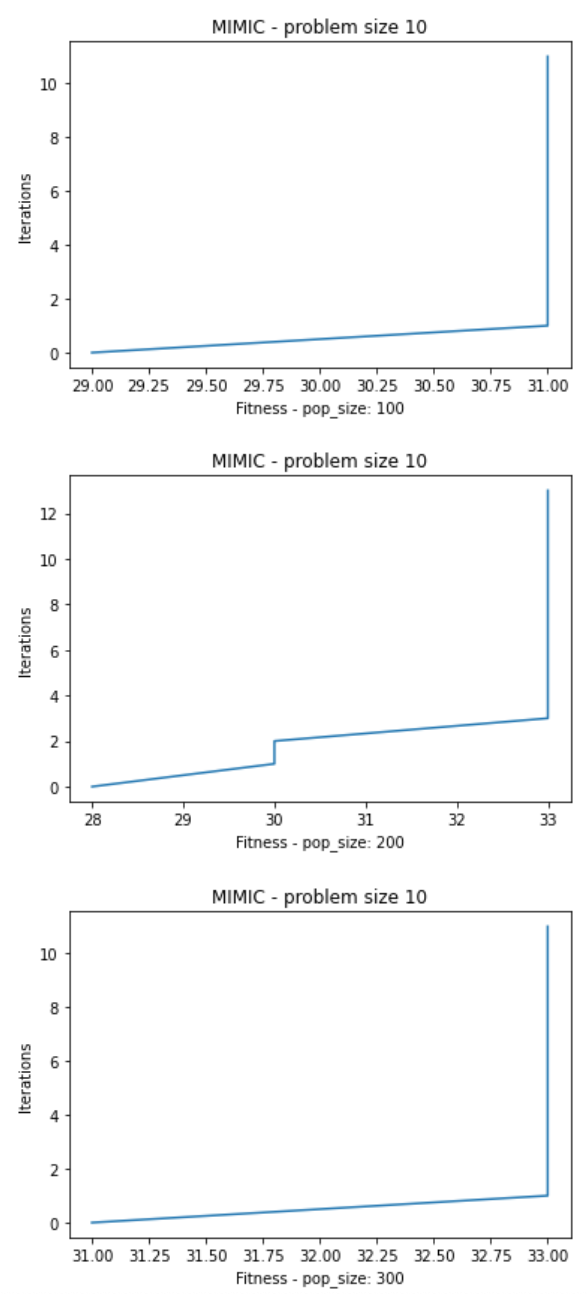 MIMIC - problem size 10
10
8
6
4
2
0
Iterations
29.00 29.25 29.50 29.75 30.00 30.25 30.50 30.75 31.00
Fitness - pop_size: 100
MIMIC - problem size 10
12
10
8
6
4
2
0
Iterations
28 29 30 31 32 33
Fitness - pop_size: 200
MIMIC - problem size 10
10
8
6
4
2
0
Iterations
31.00 31.25 31.50 31.75 32.00 32.25 32.50 32.75 33.00
Fitness - pop_size: 300